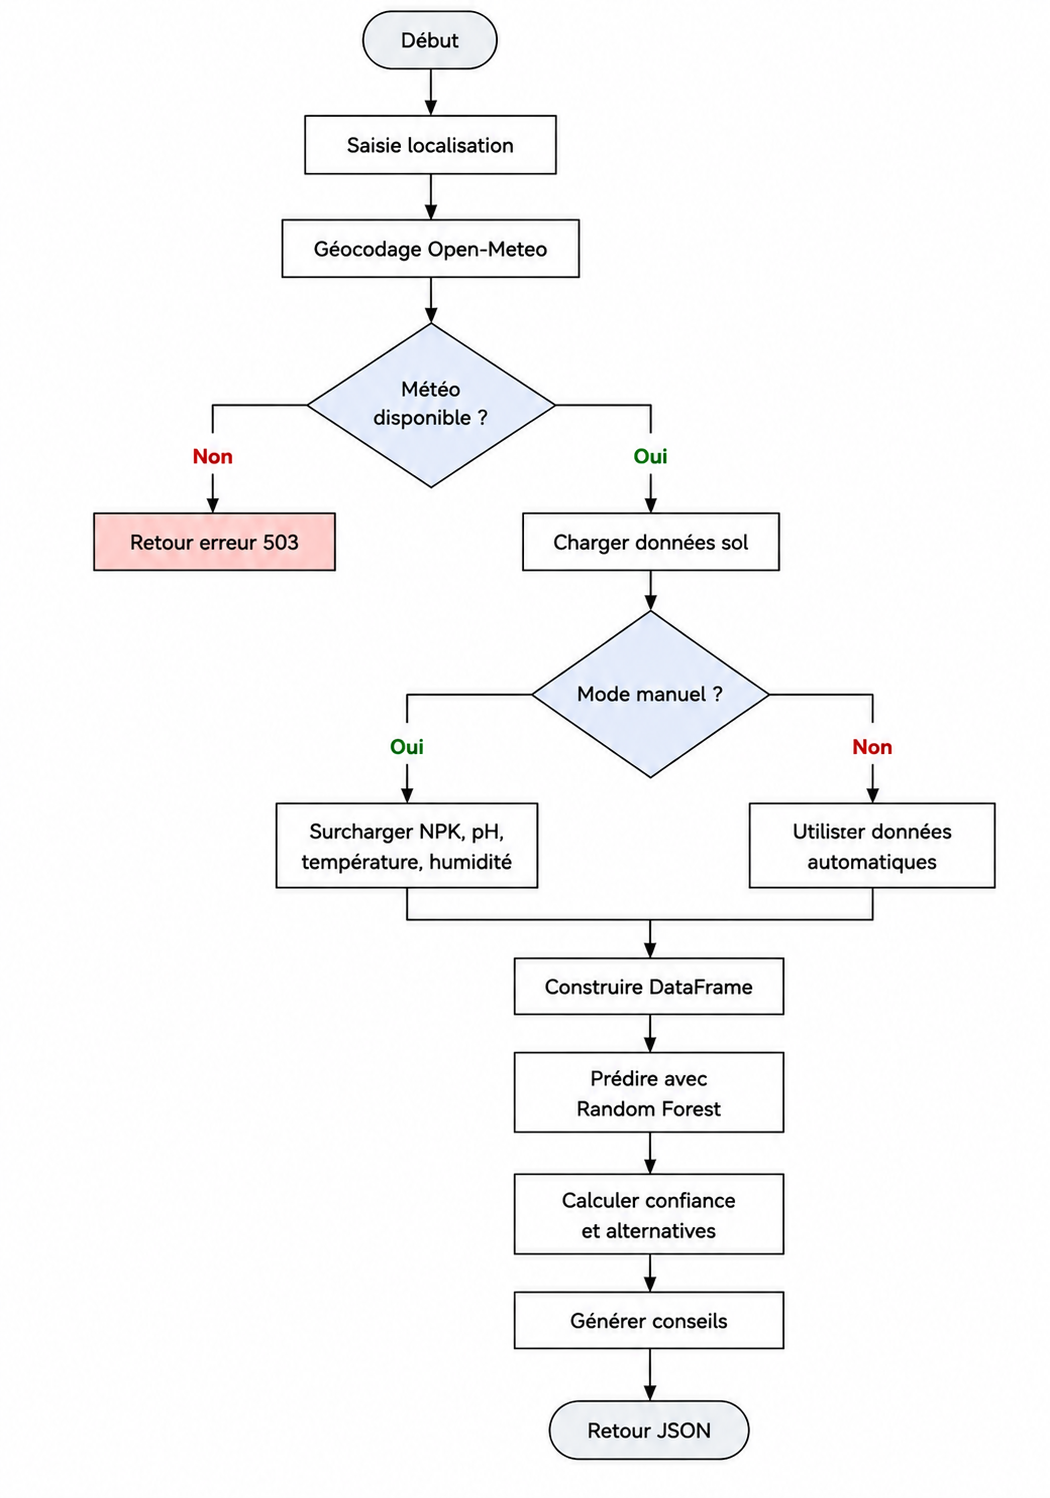 Début
Saisie localisation
Géocodage Open-Meteo
Météo
disponible ?
Non
Oui
Retour erreur 503
Charger données sol
Mode manuel ?
Oui
Non
Surcharger NPK, pH,
température, humidité
Utiliser données
automatiques
Construire DataFrame
Prédire avec
Random Forest
Calculer confiance
et alternatives
Générer conseils
Retour JSON